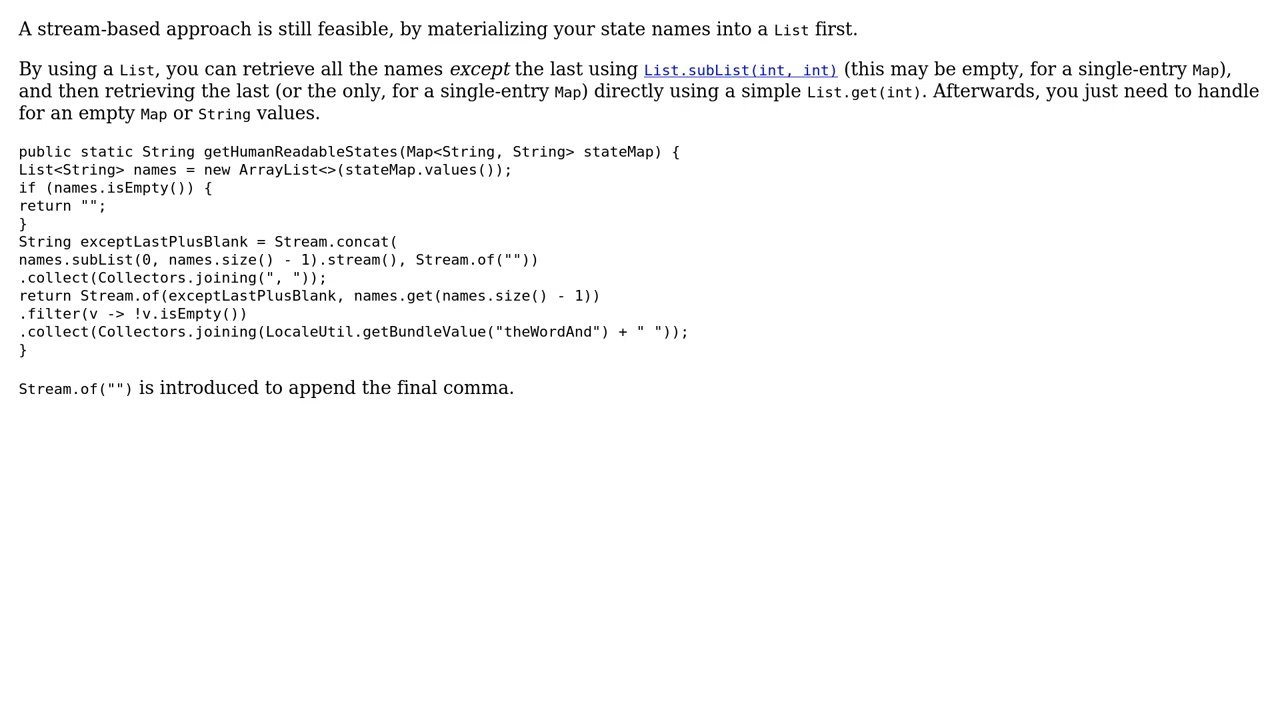 A stream-based approach is still feasible, by materializing your state names into a List first.
By using a List, you can retrieve all the names except the last using List.subList(int, int) (this may be empty, for a single-entry Map),
and then retrieving the last (or the only, for a single-entry Map) directly using a simple List.get(int). Afterwards, you just need to handle
for an empty Map or String values.
public static String getHumanReadableStates(Map<String, String> stateMap) {
List<String> names = new ArrayList<>(stateMap.values());
if (names.isEmpty()) {
return "";
}
String exceptLastPlusBlank = Stream.concat(
names.subList(0, names.size() - 1).stream(), Stream.of(""))
.collect(Collectors.joining(", "));
return Stream.of(exceptLastPlusBlank, names.get(names.size() - 1))
.filter(v -> !v.isEmpty())
.collect(Collectors.joining(LocaleUtil.getBundleValue("theWordAnd") + " "));
}
Stream.of("") is introduced to append the final comma.